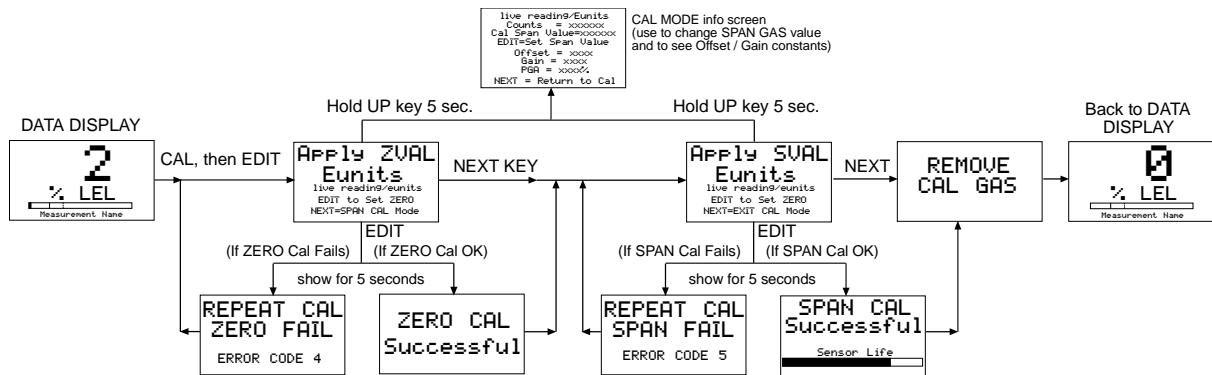 live reading/Eunits
Counts = xxxxxx
Cal Span Value=xxxxxx
EDIT=Set Span Value
Offset = xxxx
Gain = xxxx
PGA = xxx%
NEXT = Return to Cal
CAL MODE info screen
(use to change SPAN GAS value
and to see Offset / Gain constants)
Hold UP key 5 sec.
Hold UP key 5 sec.
DATA DISPLAY
2
% LEL
Measurement Name
CAL, then EDIT
Apply ZVAL
Eunits
live reading/eunits
EDIT to Set ZERO
NEXT=SPAN CAL Mode
NEXT KEY
Apply SVAL
Eunits
live reading/eunits
EDIT to Set ZERO
NEXT=EXIT CAL Mode
NEXT
REMOVE
CAL GAS
Back to DATA
DISPLAY
0
% LEL
Measurement Name
EDIT
(If ZERO Cal Fails)
(If ZERO Cal OK)
show for 5 seconds
REPEAT CAL
ZERO FAIL
ERROR CODE 4
ZERO CAL
Successful
EDIT
(If SPAN Cal Fails)
(If SPAN Cal OK)
show for 5 seconds
REPEAT CAL
SPAN FAIL
ERROR CODE 5
SPAN CAL
Successful
Sensor Life